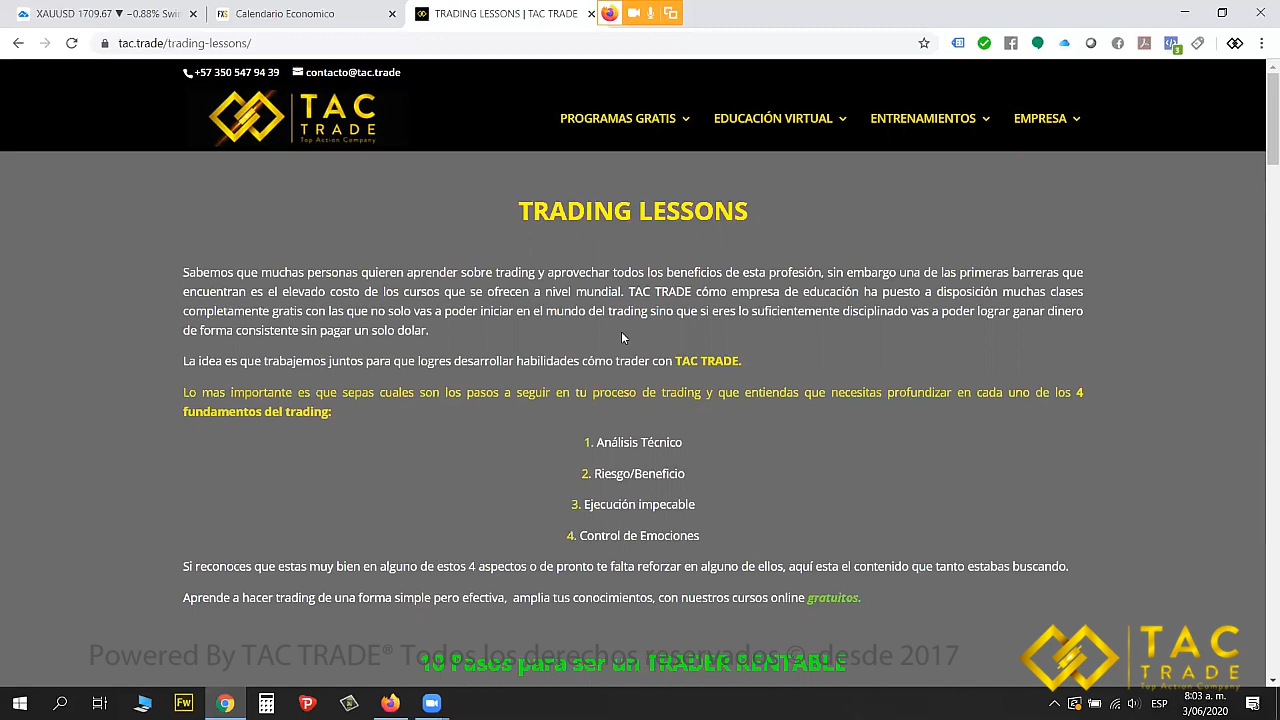 XAUUSD 1709.67 ▼ −0.88% Sin
Calendario Economico
TRADING LESSONS | TAC TRADE
tac.trade/trading-lessons/
+57 350 547 94 39
contacto@tac.trade
TAC
TRADE
Top Action Company
PROGRAMAS GRATIS
EDUCACIÓN VIRTUAL
ENTRENAMIENTOS
EMPRESA
TRADING LESSONS
Sabemos que muchas personas quieren aprender sobre trading y aprovechar todos los beneficios de esta profesión, sin embargo una de las primeras barreras que
encuentran es el elevado costo de los cursos que se ofrecen a nivel mundial. TAC TRADE cómo empresa de educación ha puesto a disposición muchas clases
completamente gratis con las que no solo vas a poder iniciar en el mundo del trading sino que si eres lo suficientemente disciplinado vas a poder lograr ganar dinero
de forma consistente sin pagar un solo dolar.
La idea es que trabajemos juntos para que logres desarrollar habilidades cómo trader con TAC TRADE.
Lo mas importante es que sepas cuales son los pasos a seguir en tu proceso de trading y que entiendas que necesitas profundizar en cada uno de los 4
fundamentos del trading:
1. Análisis Técnico
2. Riesgo/Beneficio
3. Ejecución impecable
4. Control de Emociones
Si reconoces que estas muy bien en alguno de estos 4 aspectos o de pronto te falta reforzar en alguno de ellos, aquí esta el contenido que tanto estabas buscando.
Aprende a hacer trading de una forma simple pero efectiva, amplia tus conocimientos, con nuestros cursos online gratuitos.
10 Pasos para ser un TRADER RENTABLE
Powered By TAC TRADE® Todos los derechos reservados © desde 2017
TAC
TRADE
Top Action Company
Fw
ESP
8:03 a. m.
3/06/2020